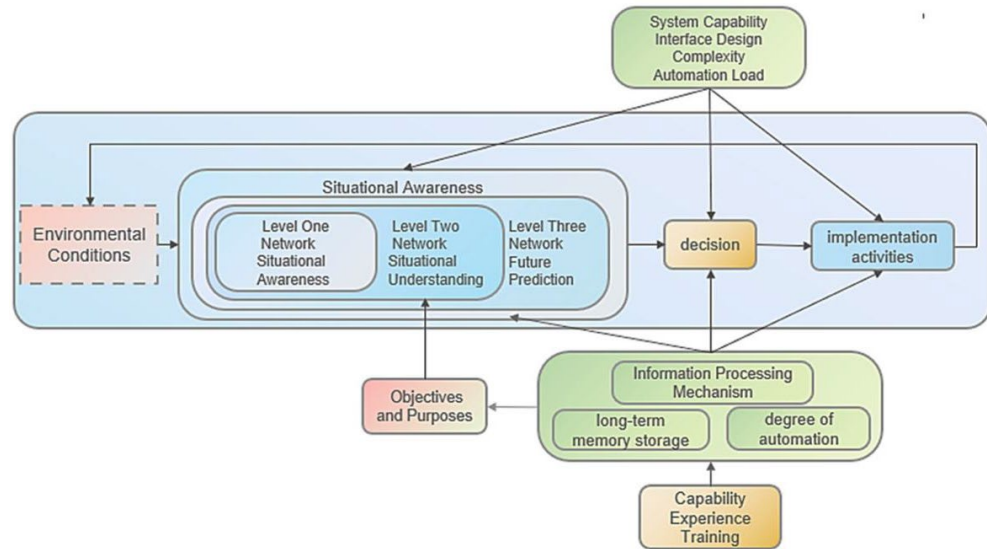 System Capability
Interface Design
Complexity
Automation Load
Situational Awareness
Environmental
Conditions
Level One
Network
Situational
Awareness
Level Two
Network
Situational
Understanding
Level Three
Network
Future
Prediction
decision
implementation
activities
Objectives
and Purposes
Information Processing
Mechanism
long-term
memory storage
degree of
automation
Capability
Experience
Training